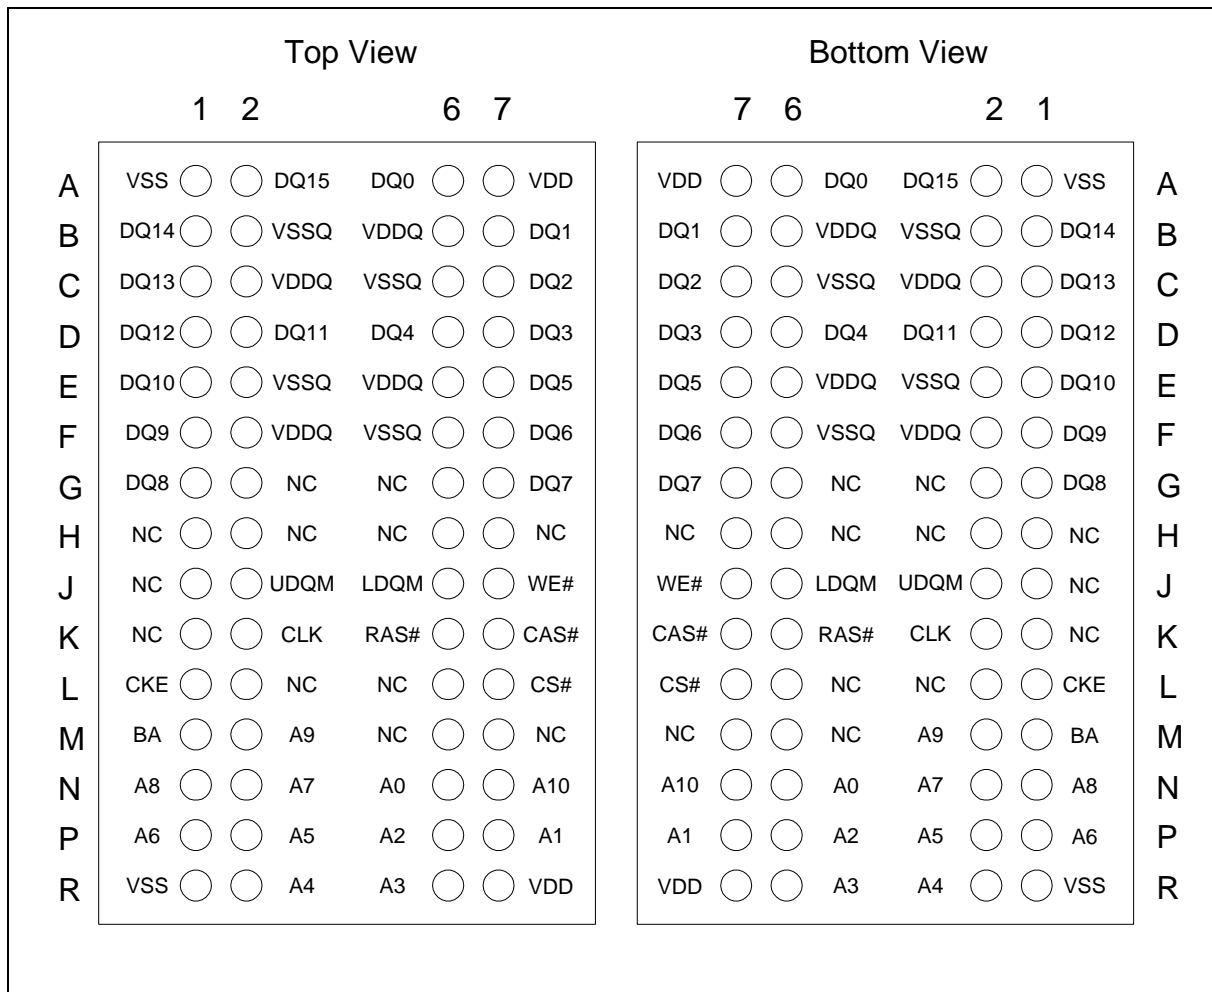 Top View Bottom View
1 2 6 7 7 6 2 1
A VSS DQ15 DQ0 VDD VDD DQ0 DQ15 VSS A
B DQ14 VSSQ VDDQ DQ1 DQ1 VDDQ VSSQ DQ14 B
C DQ13 VDDQ VSSQ DQ2 DQ2 VSSQ VDDQ DQ13 C
D DQ12 DQ11 DQ4 DQ3 DQ3 DQ4 DQ11 DQ12 D
E DQ10 VSSQ VDDQ DQ5 DQ5 VDDQ VSSQ DQ10 E
F DQ9 VDDQ VSSQ DQ6 DQ6 VSSQ VDDQ DQ9 F
G DQ8 NC NC DQ7 DQ7 NC NC DQ8 G
H NC NC NC NC NC NC NC NC H
J NC UDQM LDQM WE# WE# LDQM UDQM NC J
K NC CLK RAS# CAS# CAS# RAS# CLK NC K
L CKE NC NC CS# CS# NC NC CKE L
M BA A9 NC NC NC NC A9 BA M
N A8 A7 A0 A10 A10 A0 A7 A8 N
P A6 A5 A2 A1 A1 A2 A5 A6 P
R VSS A4 A3 VDD VDD A3 A4 VSS R